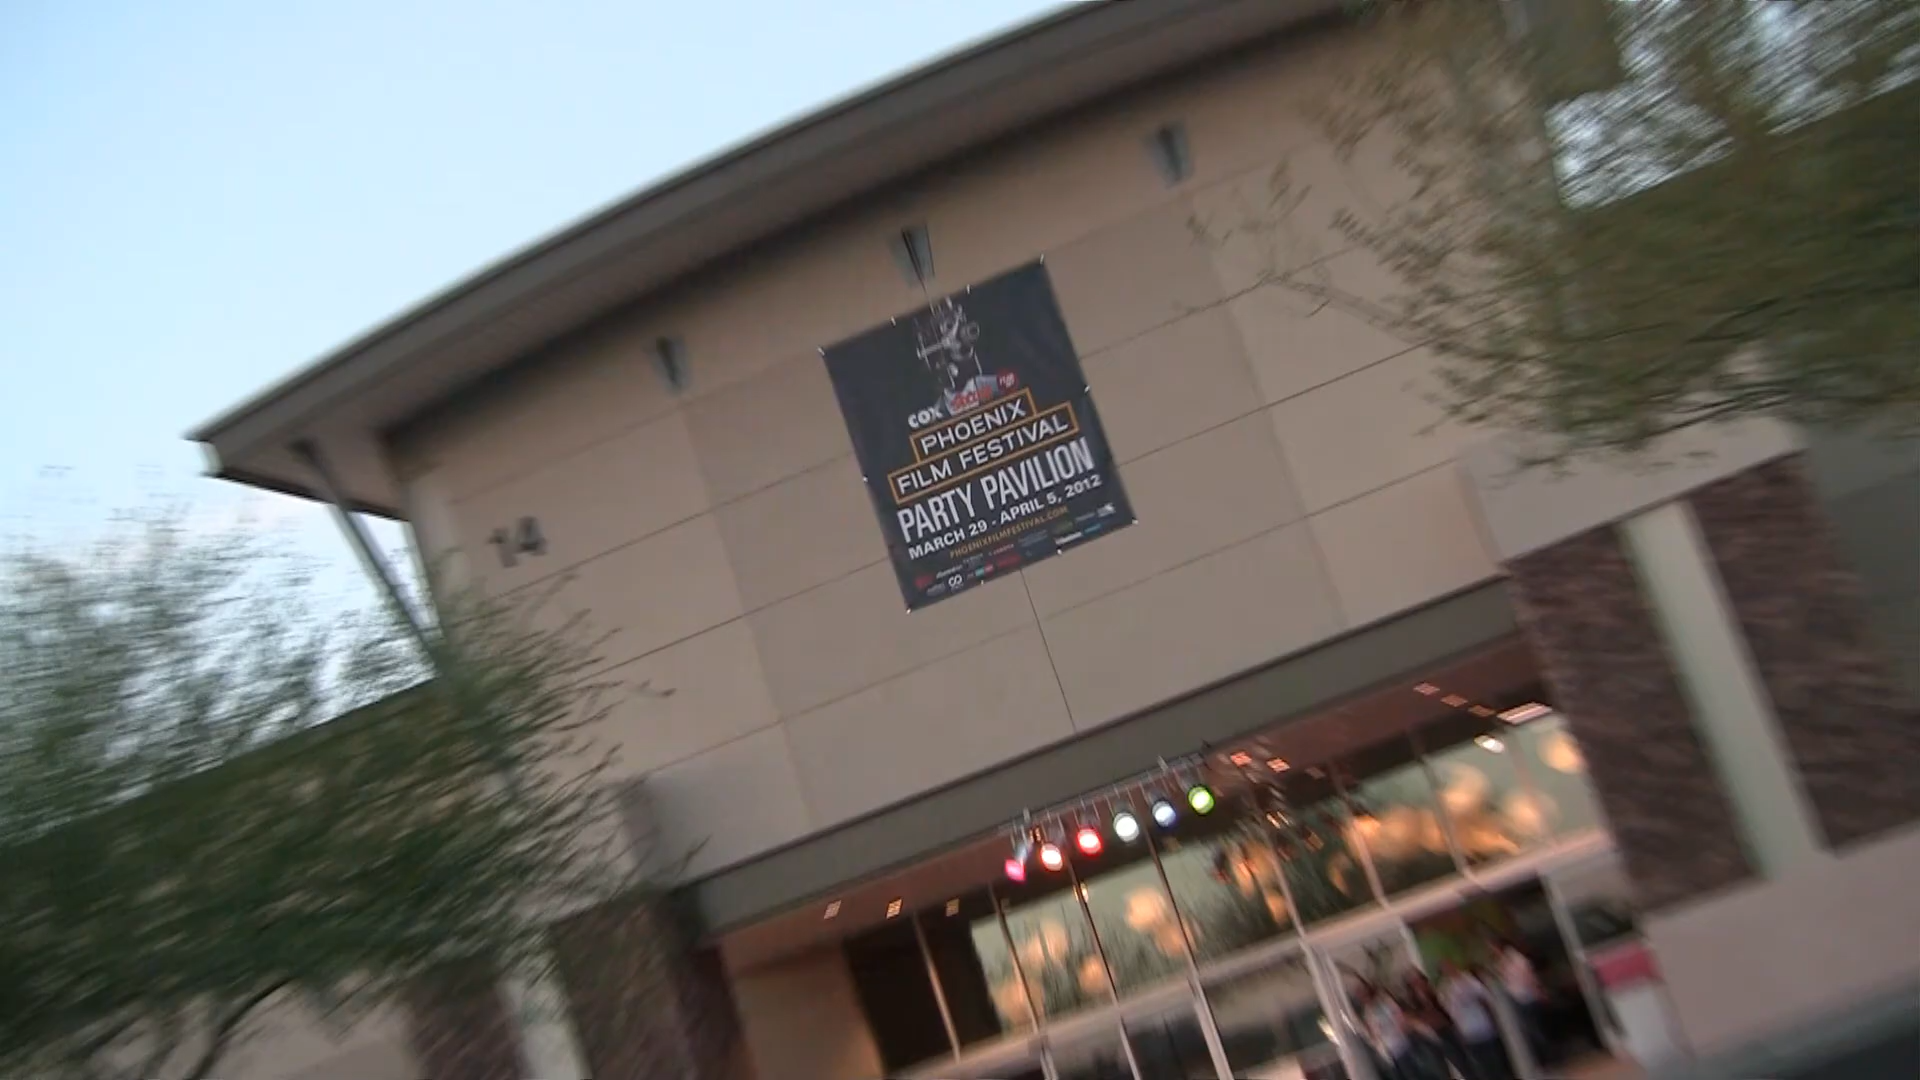 14
COX
PHOENIX
FILM FESTIVAL
PARTY PAVILION
MARCH 29 - APRIL 5, 2012
PHOENIXFILMFESTIVAL.COM